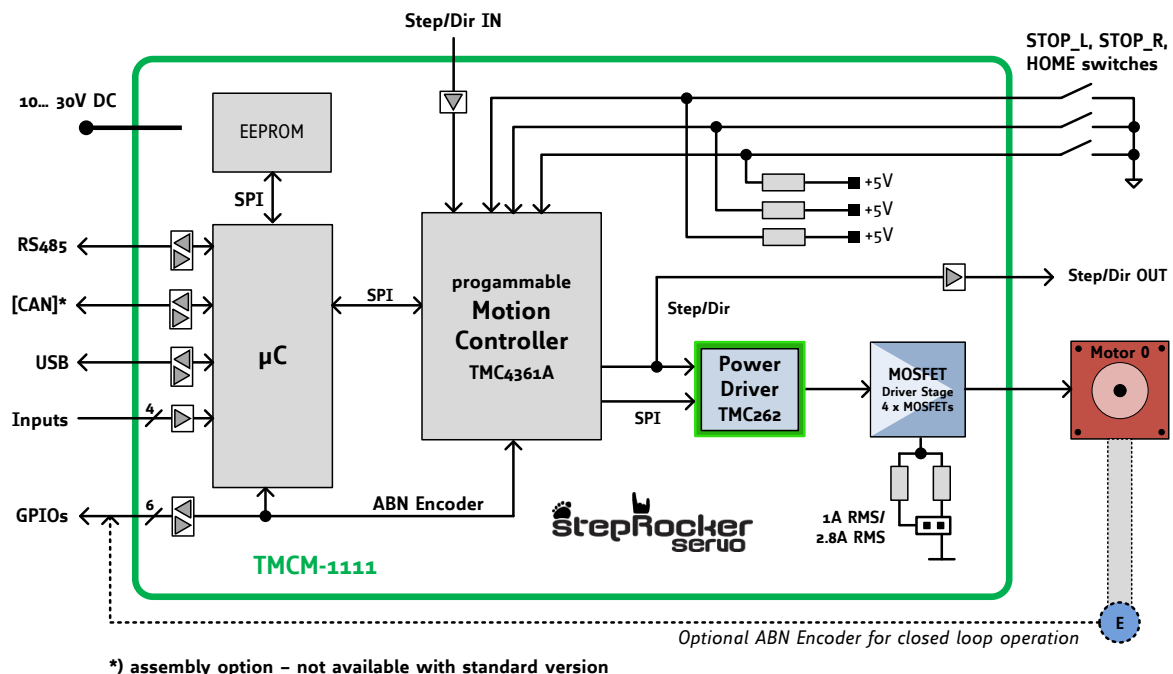 Step/Dir IN
STOP_L, STOP_R,
HOME switches
10... 30V DC
EEPROM
SPI
+5V
+5V
+5V
RS485
[CAN]*
USB
Inputs
4
GPIOs
6
µC
SPI
progammable
Motion
Controller
TMC4361A
Step/Dir
Step/Dir OUT
SPI
Power
Driver
TMC262
MOSFET
Driver Stage
4 x MOSFETs
Motor 0
ABN Encoder
stepRocker
servo
1A RMS/
2.8A RMS
TMCM-1111
E
Optional ABN Encoder for closed loop operation
*) assembly option – not available with standard version